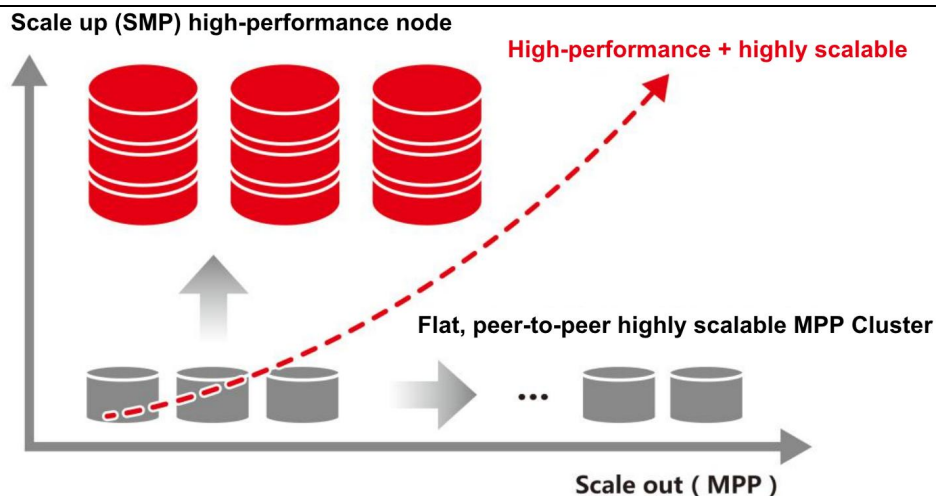 Scale up (SMP) high-performance node
High-performance + highly scalable
Flat, peer-to-peer highly scalable MPP Cluster
...
Scale out ( MPP )